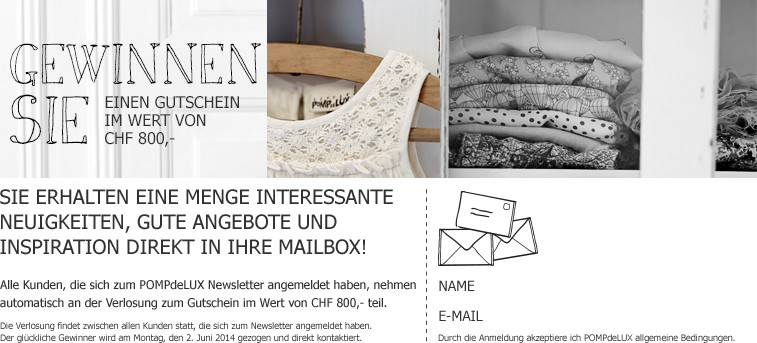 GEWINNEN
SIE
EINEN GUTSCHEIN
IM WERT VON
CHF 800,-
POMPdeLUX
SIE ERHALTEN EINE MENGE INTERESSANTE
NEUIGKEITEN, GUTE ANGEBOTE UND
INSPIRATION DIREKT IN IHRE MAILBOX!
Alle Kunden, die sich zum POMPdeLUX Newsletter angemeldet haben, nehmen
automatisch an der Verlosung zum Gutschein im Wert von CHF 800,- teil.
Die Verlosung findet zwischen allen Kunden statt, die sich zum Newsletter angemeldet haben.
Der glückliche Gewinner wird am Montag, den 2. Juni 2014 gezogen und direkt kontaktiert.
NAME
E-MAIL
Durch die Anmeldung akzeptiere ich POMPdeLUX allgemeine Bedingungen.